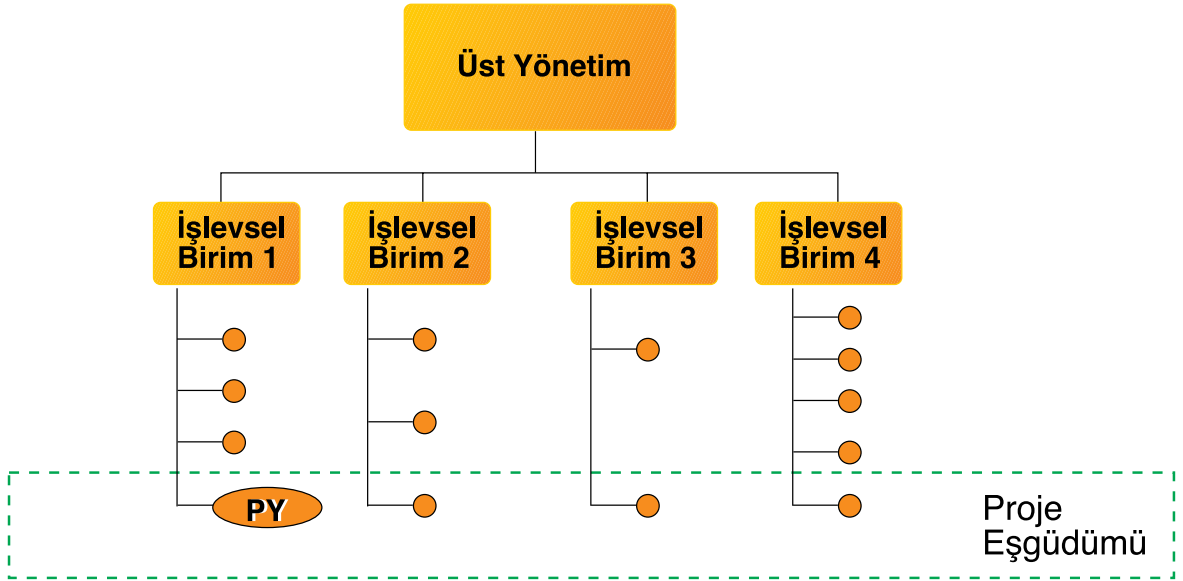 Üst Yönetim
İşlevsel
Birim 1
İşlevsel
Birim 2
İşlevsel
Birim 3
İşlevsel
Birim 4
PY
Proje
Eşgüdümü